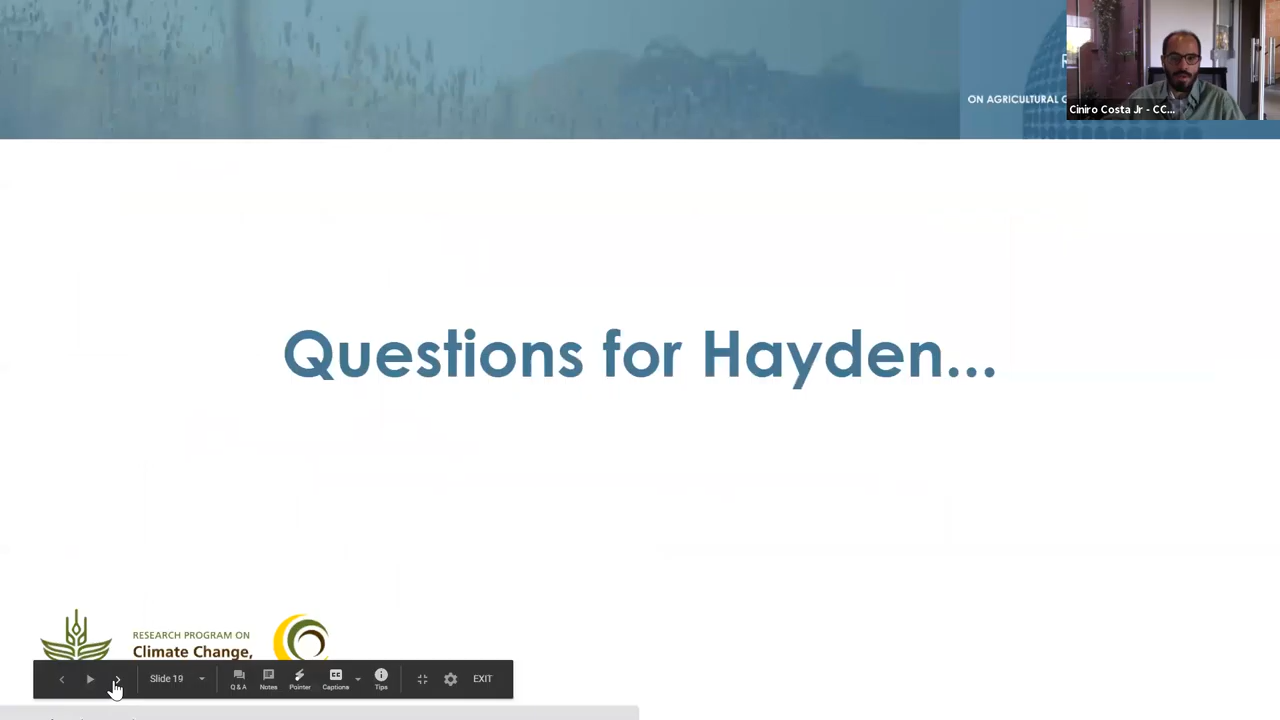 ON AGRICULTURAL
Ciniro Costa Jr - CC...
Questions for Hayden...
RESEARCH PROGRAM ON
Climate Change,
Slide 19
Q & A
Notes
Pointer
CC
Captions
Tips
EXIT